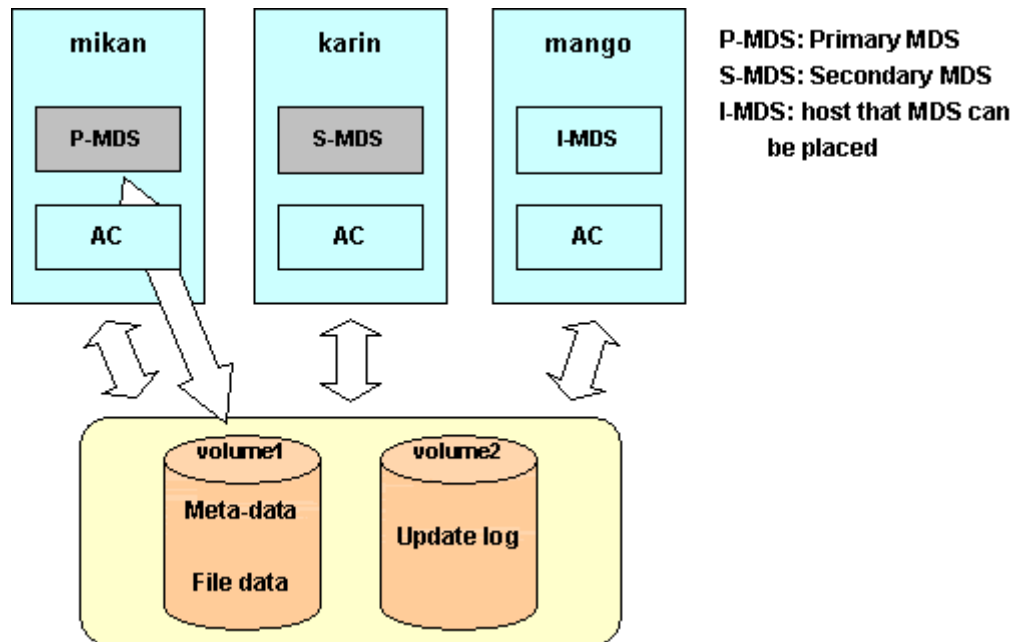 mikan
P-MDS
AC
karin
S-MDS
AC
mango
I-MDS
AC
P-MDS: Primary MDS
S-MDS: Secondary MDS
I-MDS: host that MDS can
be placed
volume1
Meta-data
File data
volume2
Update log